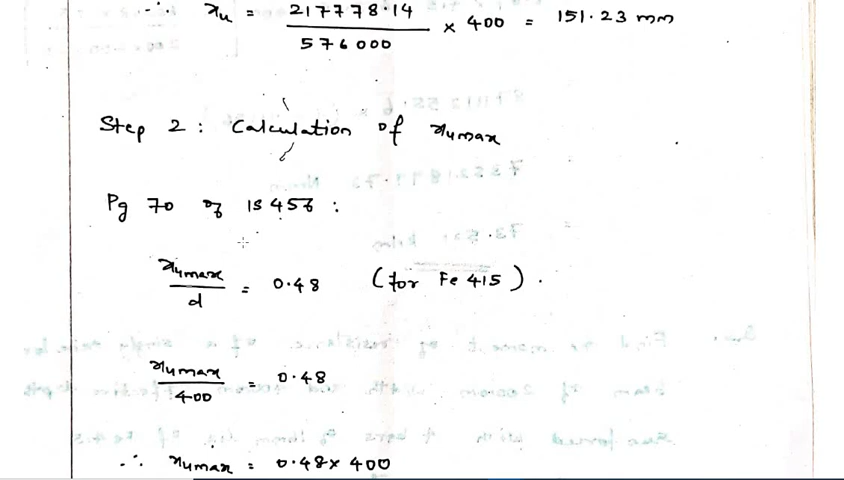 ∴ xu = 217778.14 / 576000 × 400 = 151.23 mm
Step 2: Calculation of xumax
Pg 70 of IS 456:
xumax / d = 0.48 (for Fe 415).
xumax / 400 = 0.48
∴ xumax = 0.48 × 400